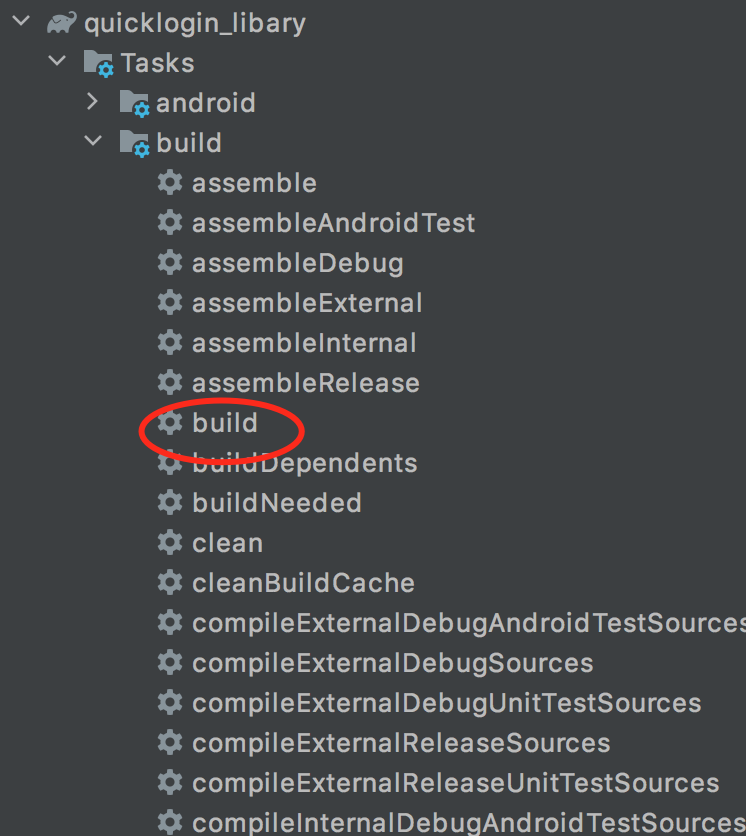 quicklogin_libary
Tasks
android
build
assemble
assembleAndroidTest
assembleDebug
assembleExternal
assembleInternal
assembleRelease
build
buildDependents
buildNeeded
clean
cleanBuildCache
compileExternalDebugAndroidTestSources
compileExternalDebugSources
compileExternalDebugUnitTestSources
compileExternalReleaseSources
compileExternalReleaseUnitTestSources
compileInternalDebugAndroidTestSources